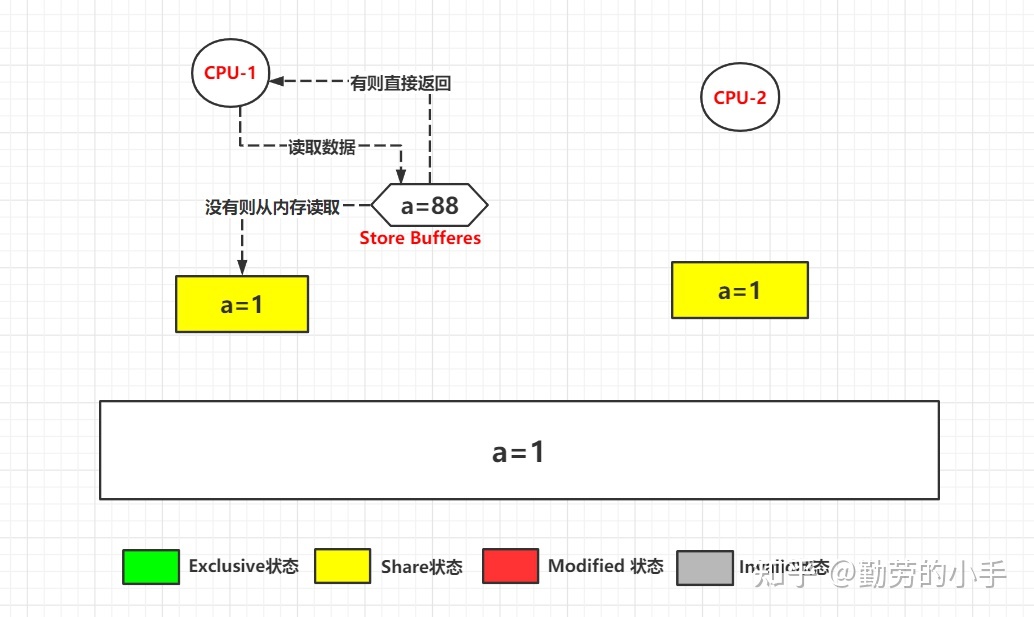 CPU-1
有则直接返回
CPU-2
读取数据
没有则从内存读取
a=88
Store Bufferes
a=1
a=1
a=1
Exclusive状态
Share状态
Modified 状态
状态
知乎 @勤劳的小手